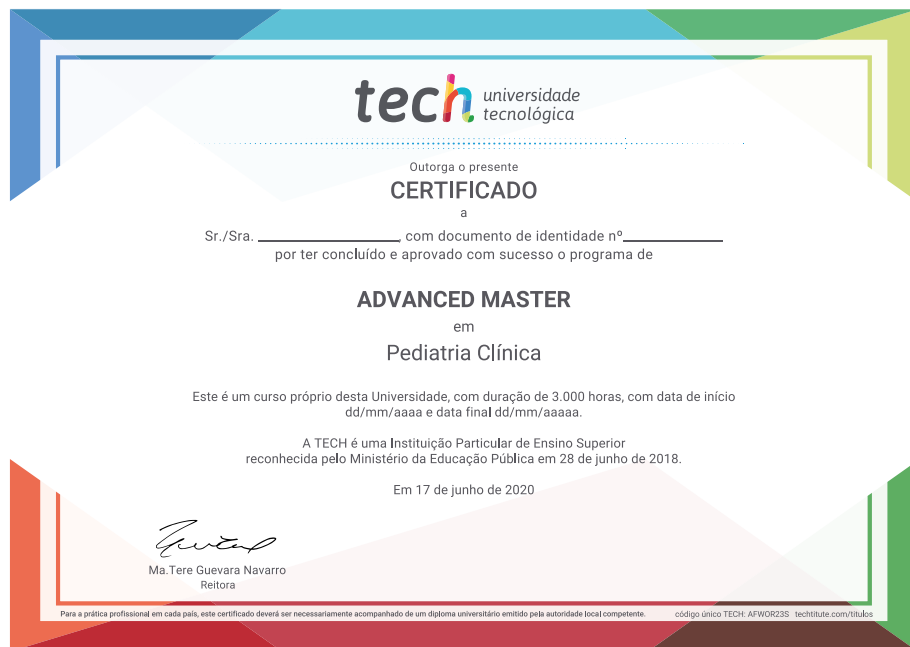 tech universidade
tecnológica
Outorga o presente
CERTIFICADO
a
Sr./Sra. ____________________, com documento de identidade nº______________
por ter concluído e aprovado com sucesso o programa de
ADVANCED MASTER
em
Pediatria Clínica
Este é um curso próprio desta Universidade, com duração de 3.000 horas, com data de início
dd/mm/aaaa e data final dd/mm/aaaaa.
A TECH é uma Instituição Particular de Ensino Superior
reconhecida pelo Ministério da Educação Pública em 28 de junho de 2018.
Em 17 de junho de 2020
Ma.Tere Guevara Navarro
Reitora
Para a prática profissional em cada país, este certificado deverá ser necessariamente acompanhado de um diploma universitário emitido pela autoridade local competente. código único TECH: AFWOR23S techtitute.com/titulos